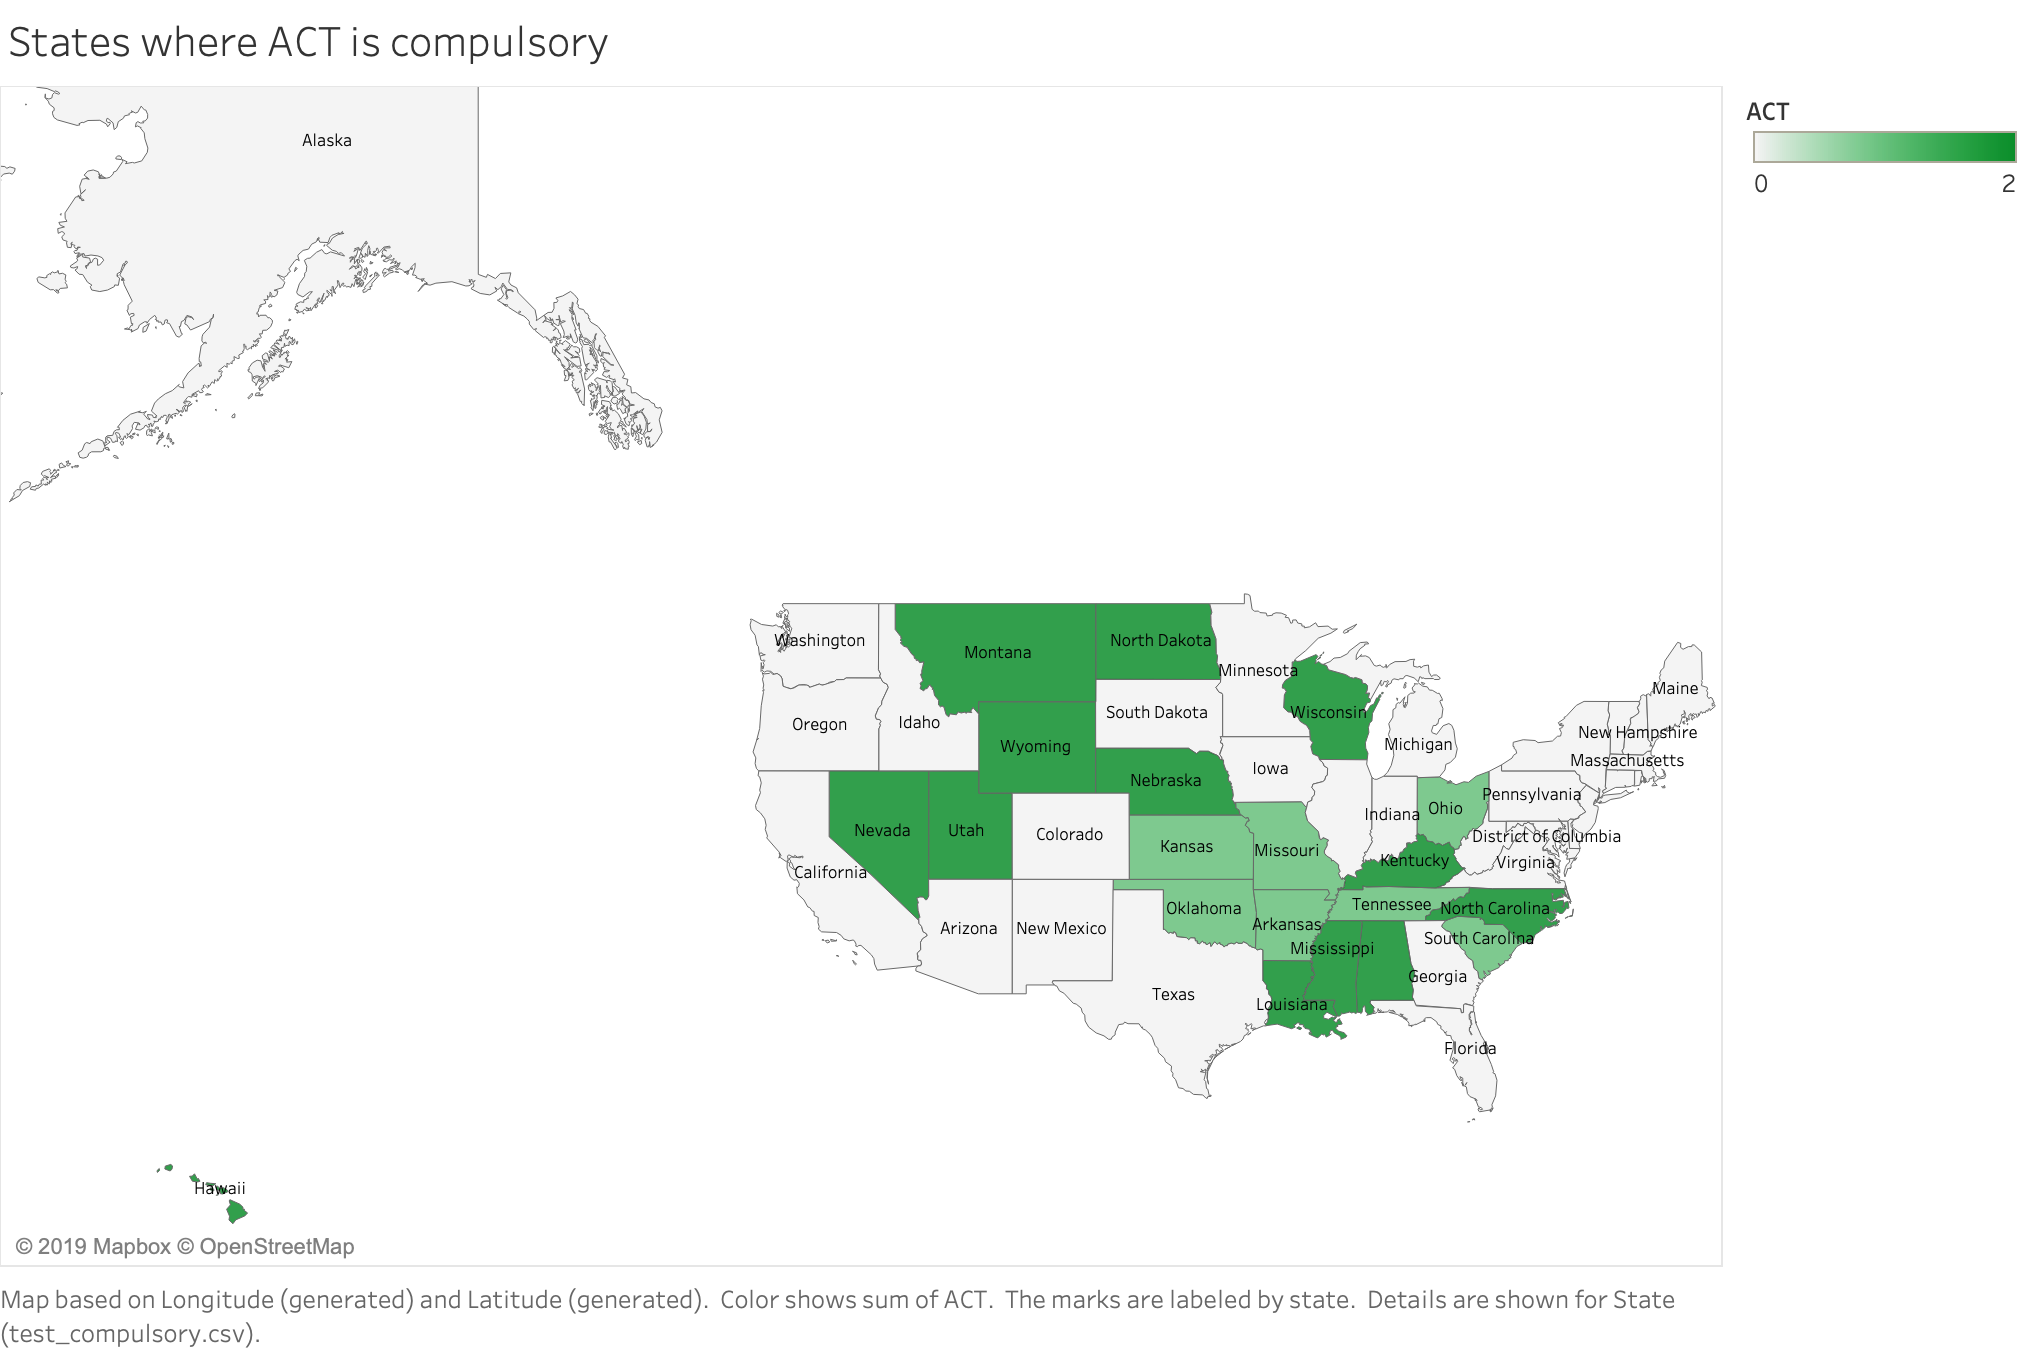 States where ACT is compulsory
ACT
0 2
Alaska
Washington
Montana
North Dakota
Minnesota
Wisconsin
Maine
Oregon
Idaho
South Dakota
Michigan
New Hampshire
Wyoming
Massachusetts
Nebraska
Iowa
Pennsylvania
Nevada
Utah
Colorado
Kansas
Missouri
Indiana
Ohio
District of Columbia
Kentucky
Virginia
California
Oklahoma
Arkansas
Tennessee
North Carolina
Arizona
New Mexico
Mississippi
South Carolina
Georgia
Texas
Louisiana
Florida
Hawaii
© 2019 Mapbox © OpenStreetMap
Map based on Longitude (generated) and Latitude (generated).  Color shows sum of ACT.  The marks are labeled by state.  Details are shown for State
(test_compulsory.csv).